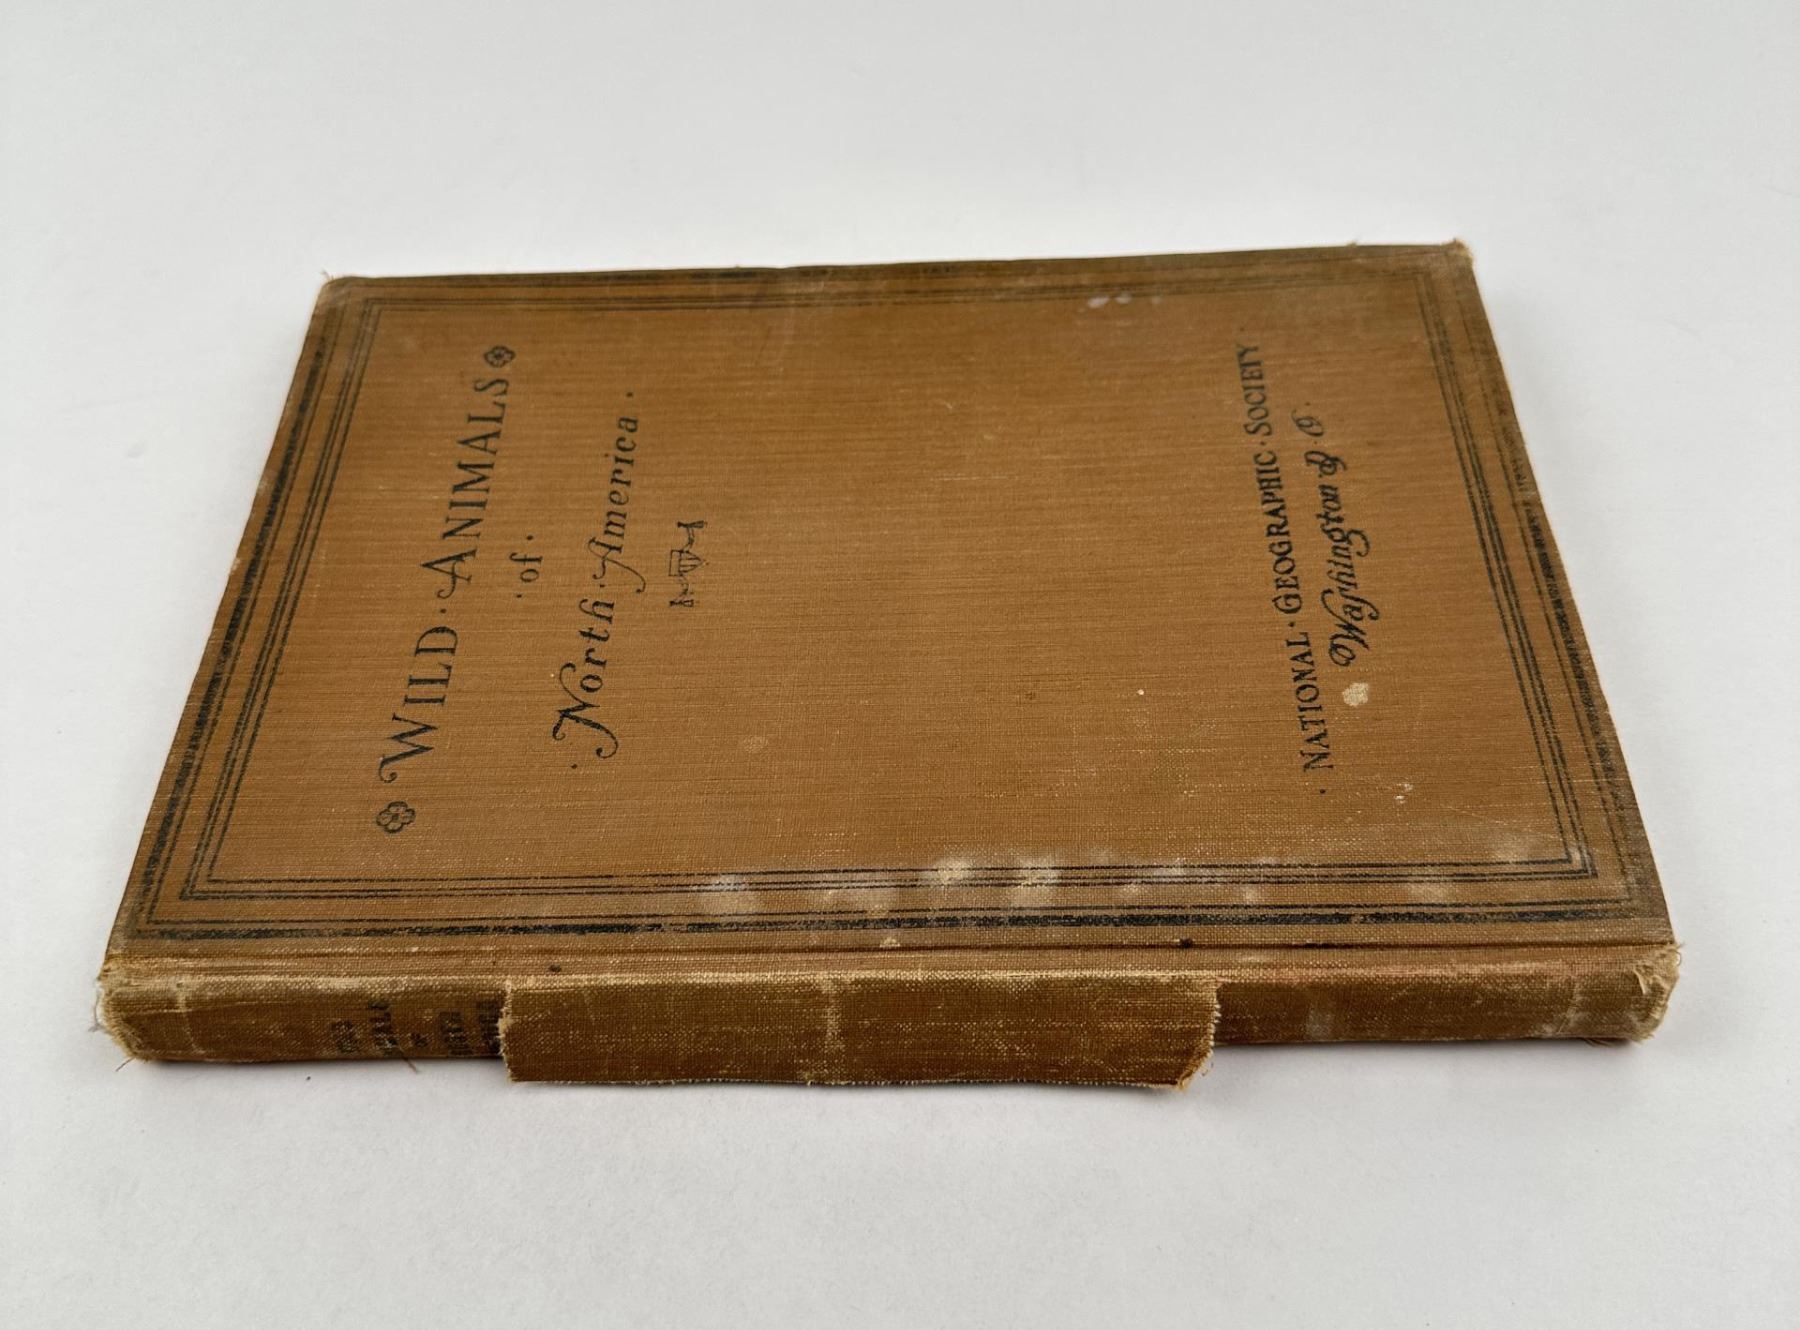 WILD · ANIMALS
· of ·
· North · America ·
· NATIONAL · GEOGRAPHIC · SOCIETY
Washington D. C.